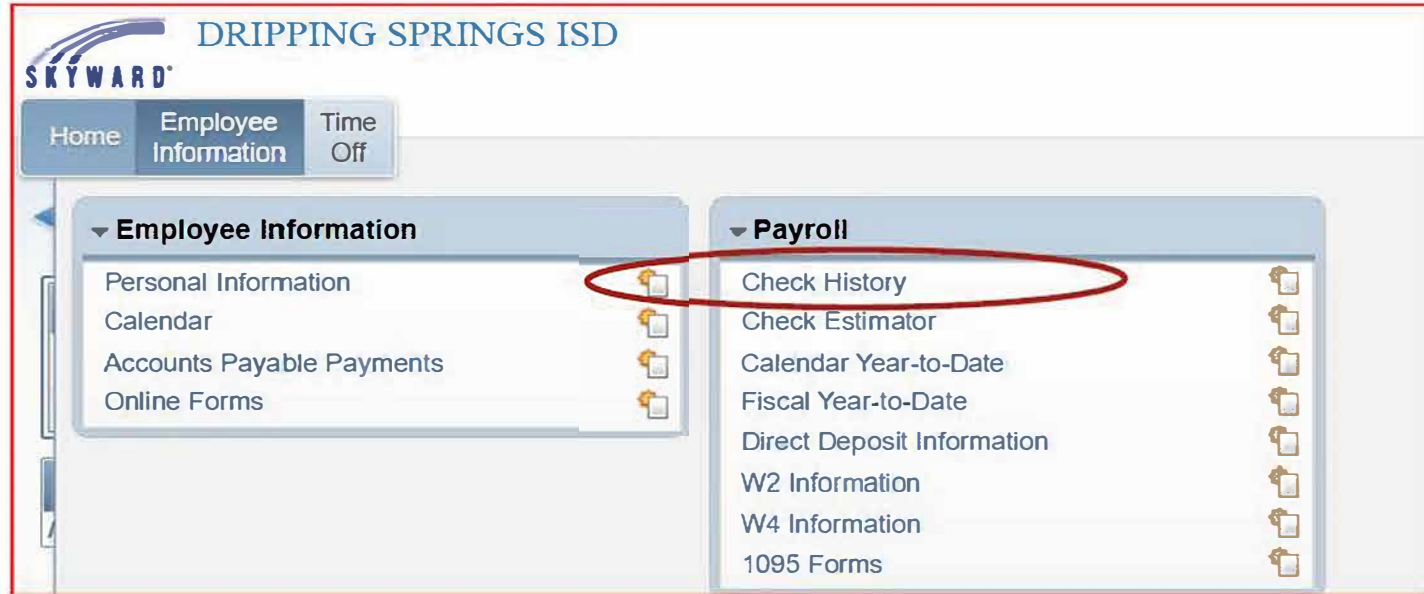 DRIPPING SPRINGS ISD
SKYWARD
Home
Employee
Information
Time
Off
Employee Information
Personal Information
Calendar
Accounts Payable Payments
Online Forms
Payroll
Check History
Check Estimator
Calendar Year-to-Date
Fiscal Year-to-Date
Direct Deposit Information
W2 Information
W4 Information
1095 Forms